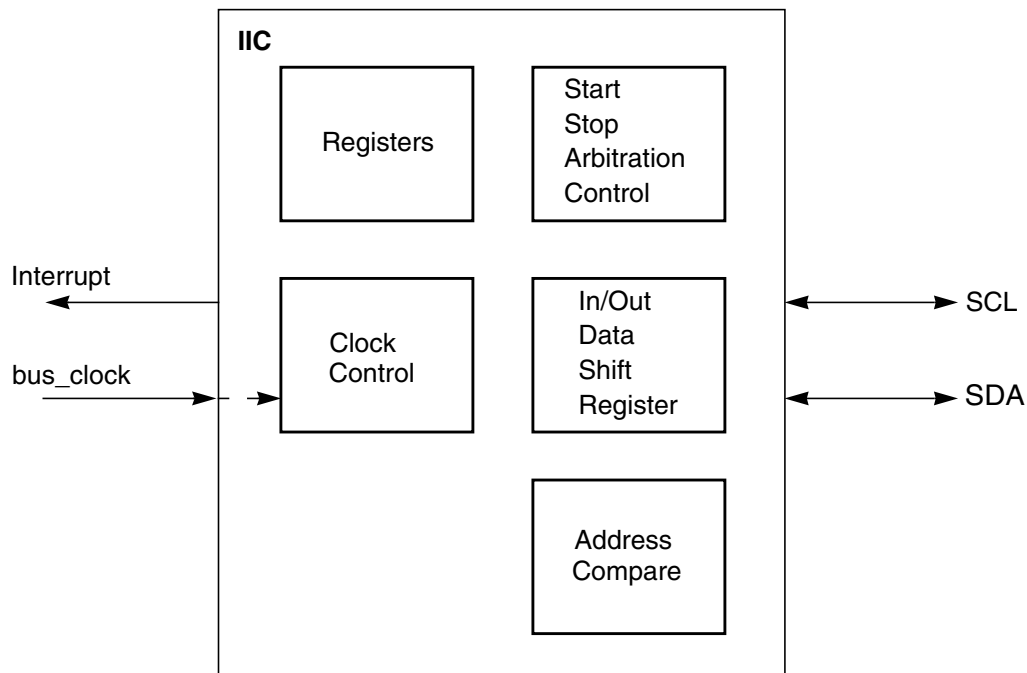 IIC
Registers
Start
Stop
Arbitration
Control
Interrupt
bus_clock
Clock
Control
In/Out
Data
Shift
Register
SCL
SDA
Address
Compare